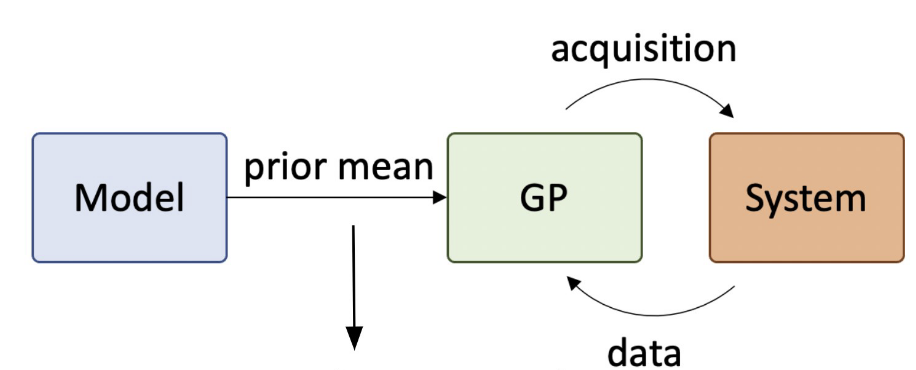 acquisition
prior mean
Model
GP
System
data